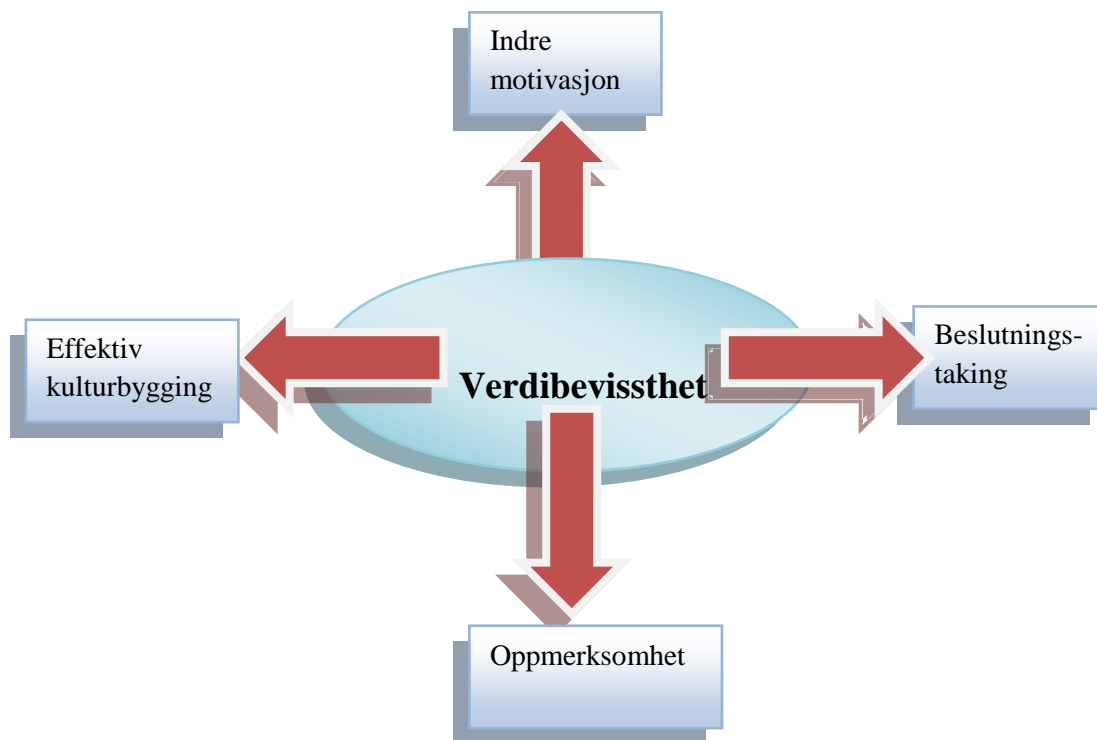 Indre
motivasjon
Effektiv
kulturbygging
Verdibevissthet
Beslutnings-
taking
Oppmerksomhet